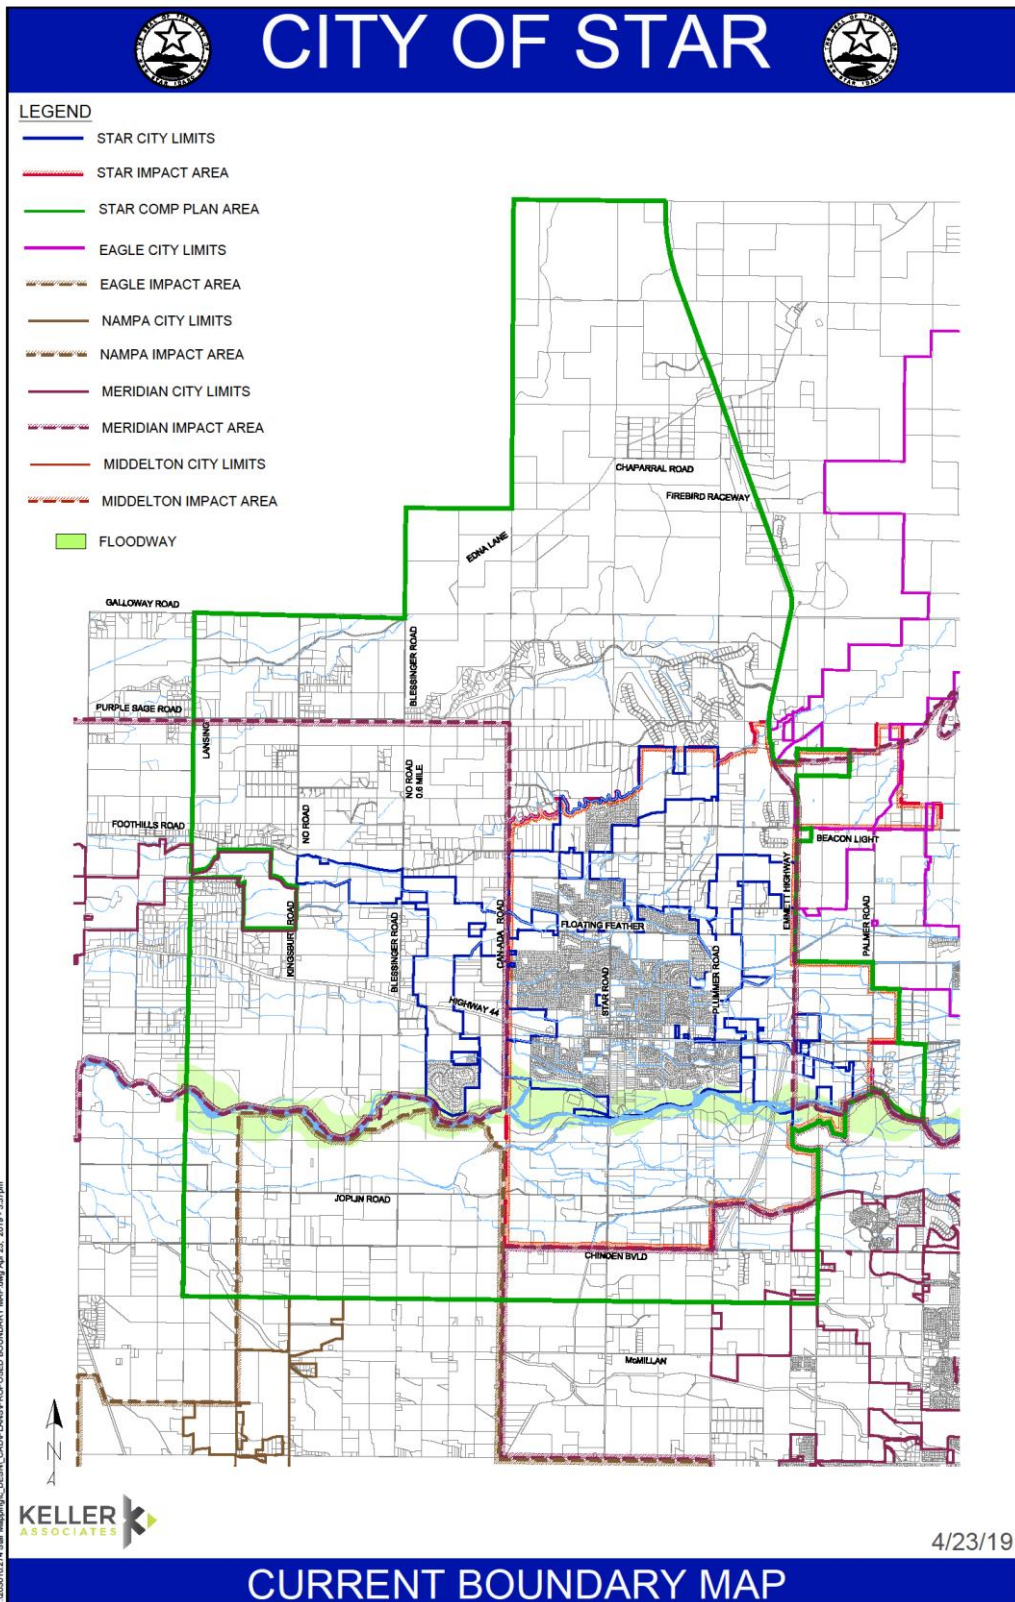 CITY OF STAR
LEGEND
STAR CITY LIMITS
STAR IMPACT AREA
STAR COMP PLAN AREA
EAGLE CITY LIMITS
EAGLE IMPACT AREA
NAMPA CITY LIMITS
NAMPA IMPACT AREA
MERIDIAN CITY LIMITS
MERIDIAN IMPACT AREA
MIDDELTON CITY LIMITS
MIDDELTON IMPACT AREA
FLOODWAY
CHAPARRAL ROAD
FIREBIRD RACEWAY
EDNA LANE
GALLOWAY ROAD
BLESSINGER ROAD
PURPLE SAGE ROAD
LANSING
NO ROAD
0.6 MILE
NO ROAD
FOOTHILLS ROAD
BEACON LIGHT
EMMETT HIGHWAY
PALMER ROAD
KINGSBURY ROAD
BLESSINGER ROAD
CAN-ADA ROAD
FLOATING FEATHER
STAR ROAD
PLUMMER ROAD
HIGHWAY 44
JOPLIN ROAD
CHINDEN BVLD
McMILLAN
N
KELLER
ASSOCIATES
4/23/19
CURRENT BOUNDARY MAP